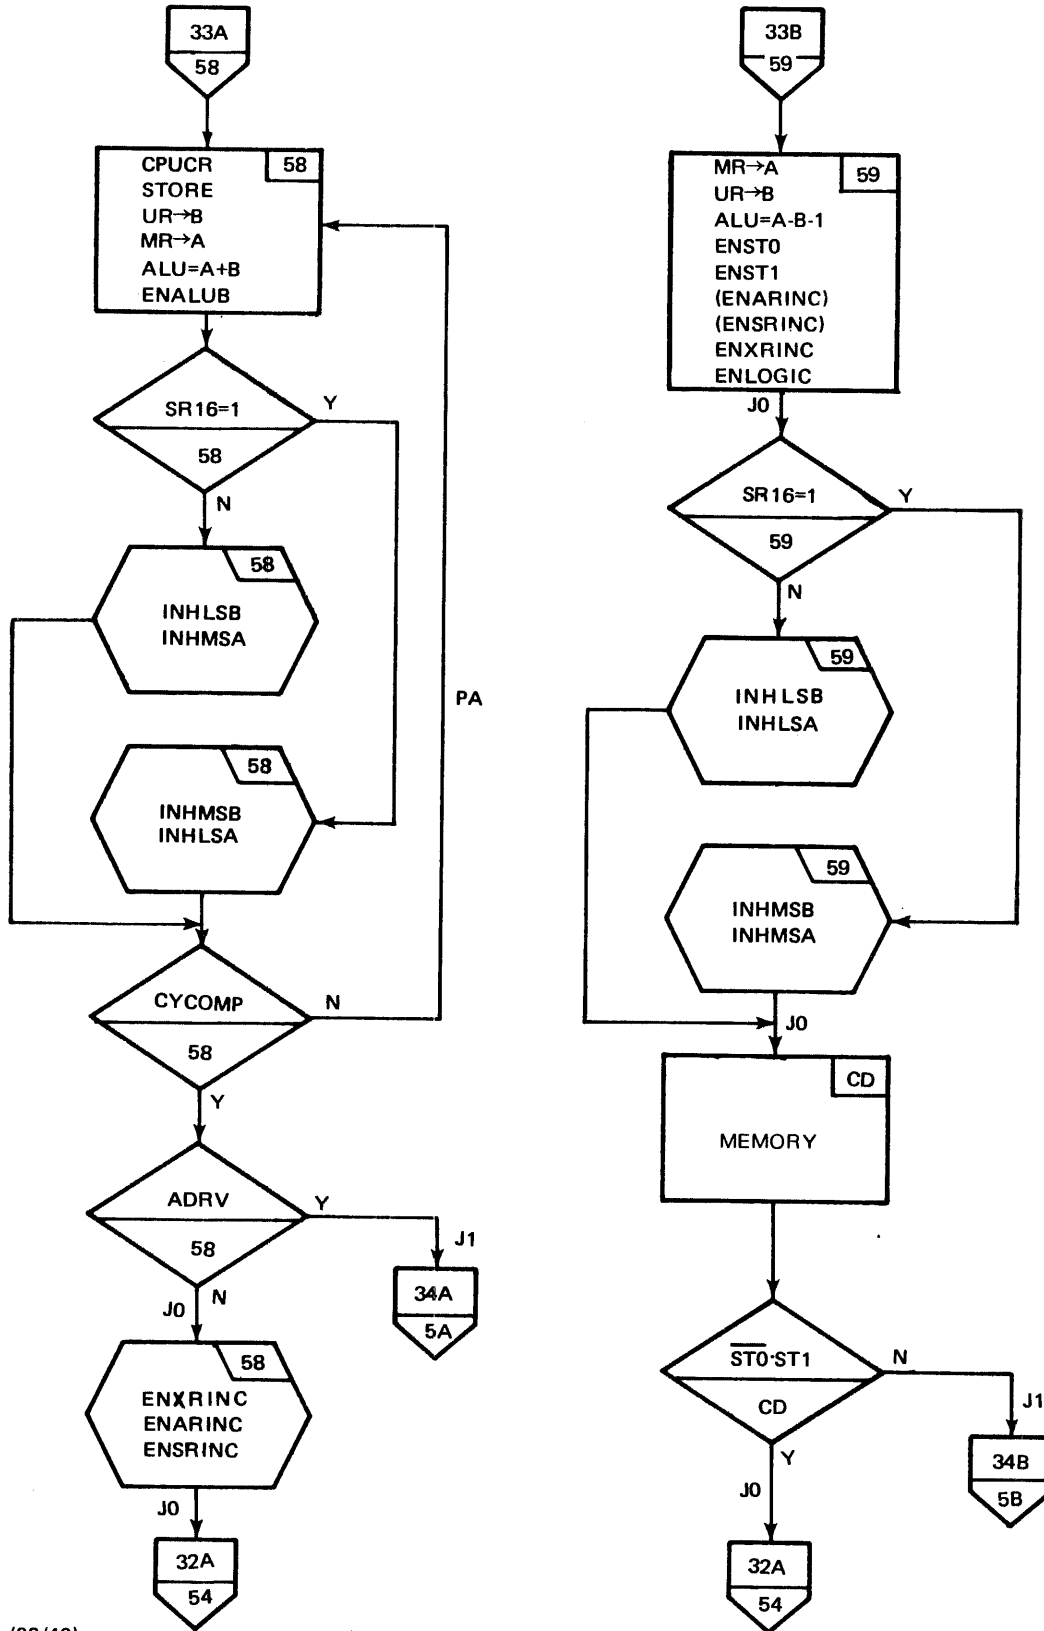 33A
58
CPUCR
58
STORE
UR→B
MR→A
ALU=A+B
ENALUB
SR16=1
Y
58
N
58
INHLSB
INHMSA
PA
58
INHMSB
INHLSA
CYCOMP
N
58
Y
ADRV
Y
58
J1
N
J0
34A
5A
58
ENXRINC
ENARINC
ENSRINC
J0
32A
54
33B
59
MR→A
59
UR→B
ALU=A-B-1
ENST0
ENST1
(ENARINC)
(ENSRINC)
ENXRINC
ENLOGIC
J0
SR16=1
Y
59
N
59
INHLSB
INHLSA
59
INHMSB
INHMSA
J0
CD
MEMORY
S̅T̅0̅·ST1
N
CD
J1
Y
34B
5B
J0
32A
54